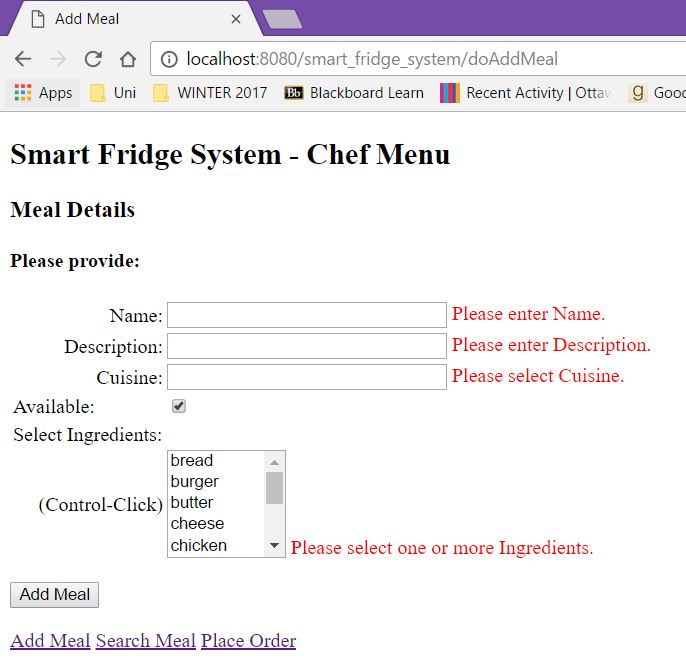 Add Meal
localhost:8080/smart_fridge_system/doAddMeal
Apps Uni WINTER 2017 Bb Blackboard Learn Recent Activity | Ottav g Goo
Smart Fridge System - Chef Menu
Meal Details
Please provide:
Name: Please enter Name.
Description: Please enter Description.
Cuisine: Please select Cuisine.
Available:
Select Ingredients:
bread
burger
(Control-Click) butter
cheese
chicken Please select one or more Ingredients.
Add Meal
Add Meal Search Meal Place Order